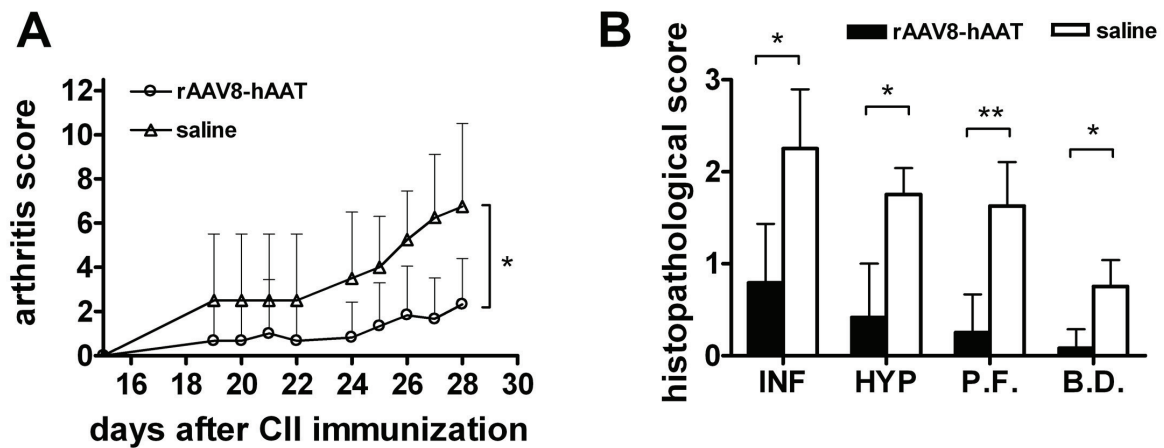 A
arthritis score
12
10
8
6
4
2
0
rAAV8-hAAT
saline
*
16 18 20 22 24 26 28 30
days after CII immunization
B
rAAV8-hAAT saline
histopathological score
3
2
1
0
* * ** *
INF HYP P.F. B.D.